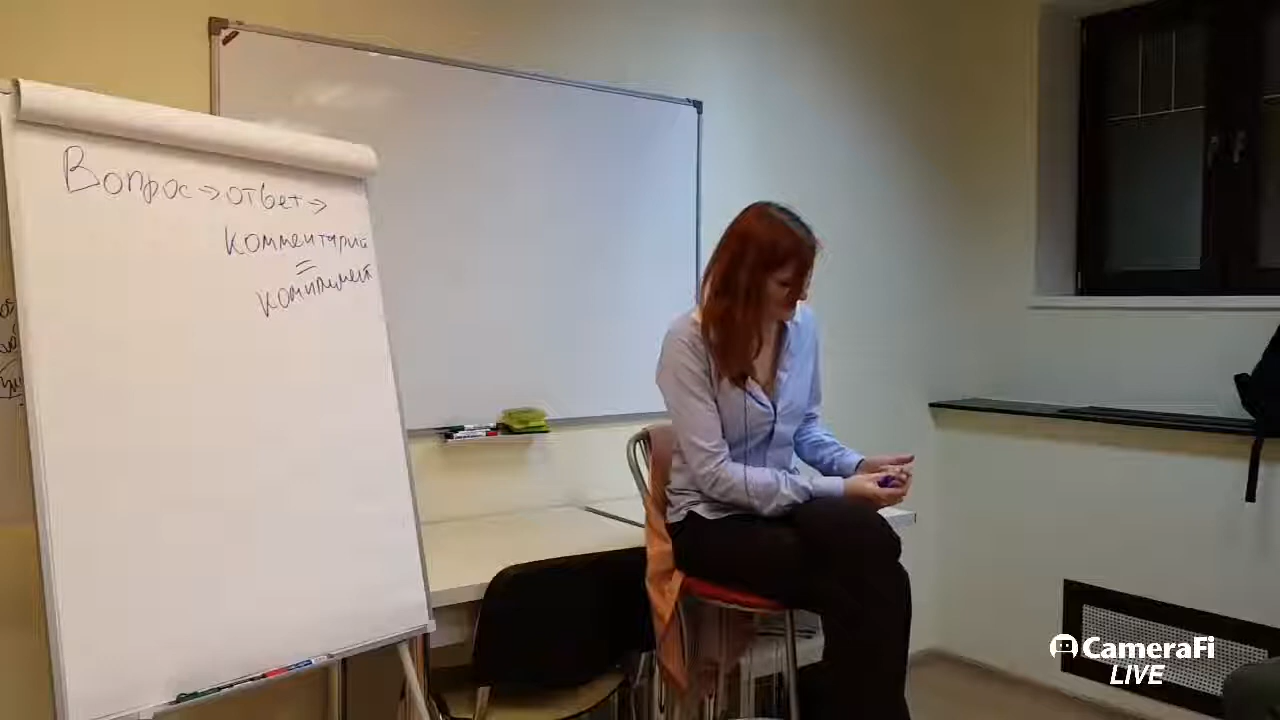 Вопрос → ответ →
комментарий
=
комплимент
CameraFi
LIVE